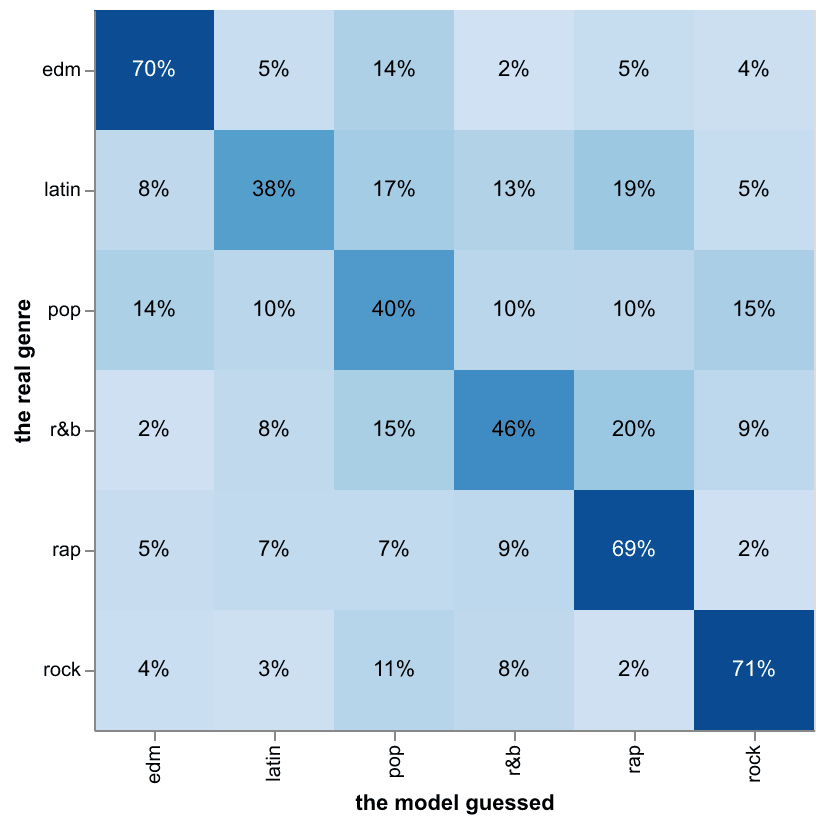 edm 70% 5% 14% 2% 5% 4%
latin 8% 38% 17% 13% 19% 5%
pop 14% 10% 40% 10% 10% 15%
r&b 2% 8% 15% 46% 20% 9%
rap 5% 7% 7% 9% 69% 2%
rock 4% 3% 11% 8% 2% 71%
the real genre
edm latin pop r&b rap rock
the model guessed